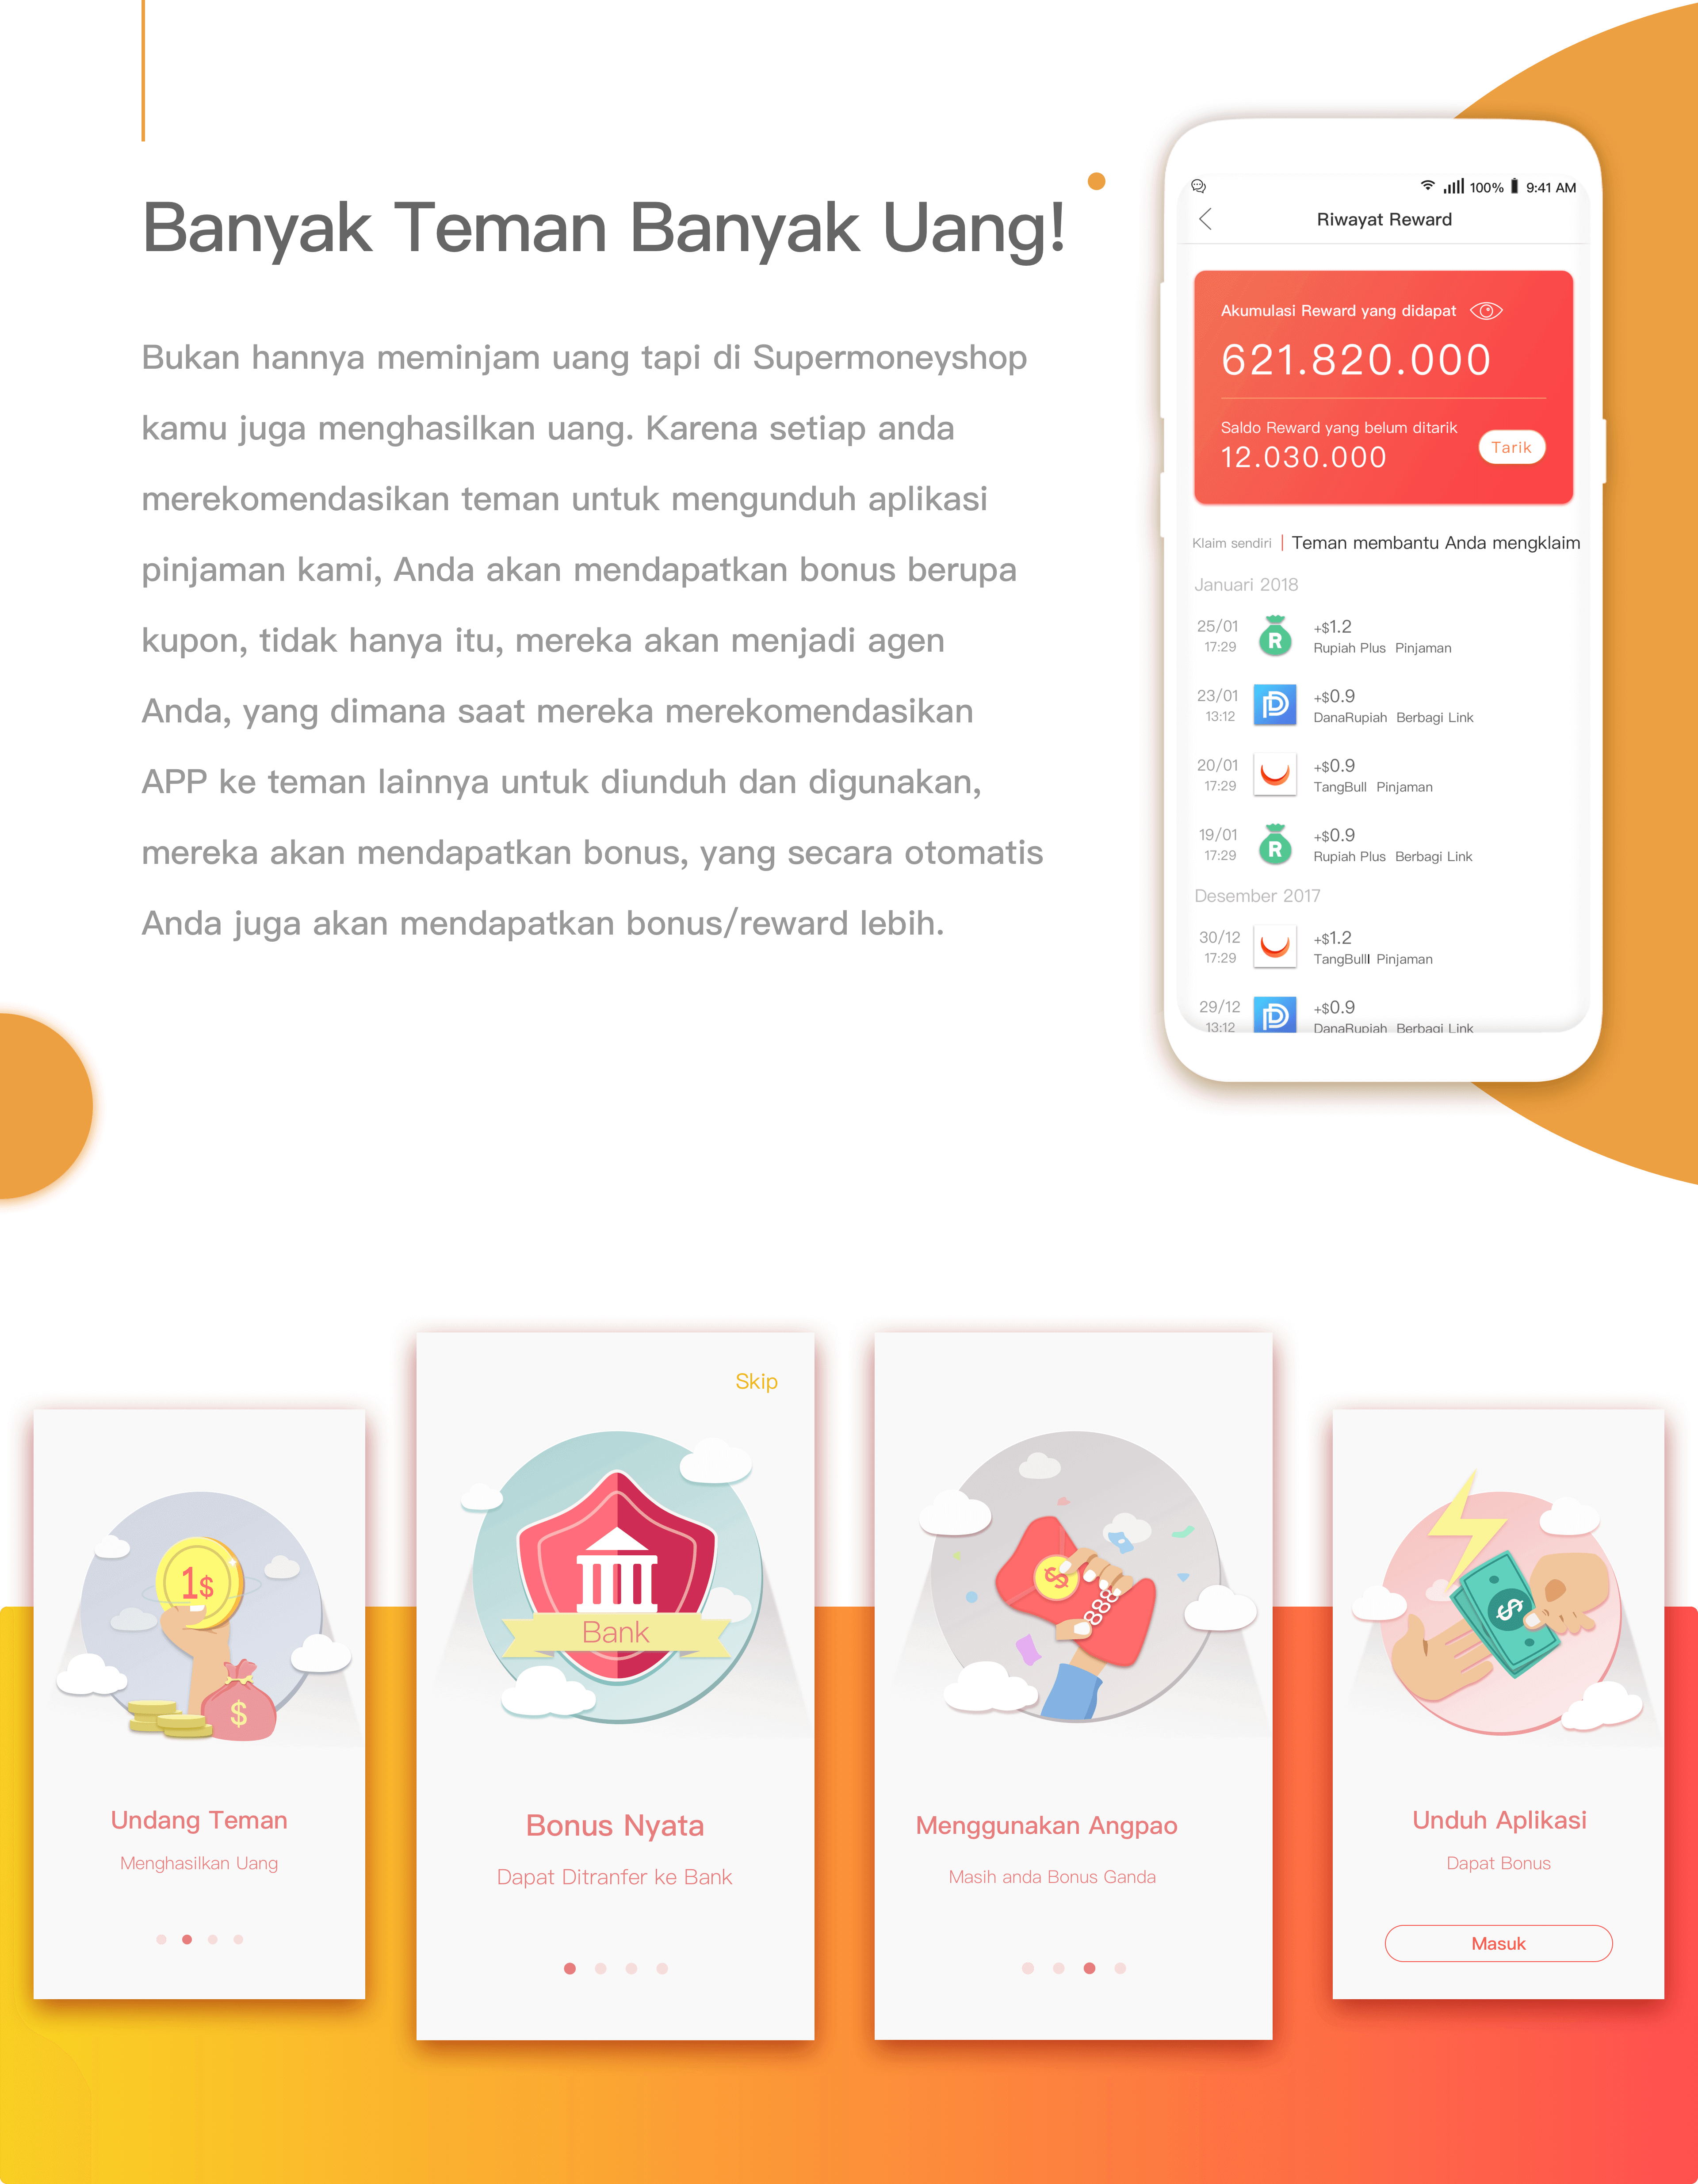 Banyak Teman Banyak Uang!
Bukan hannya meminjam uang tapi di Supermoneyshop
kamu juga menghasilkan uang. Karena setiap anda
merekomendasikan teman untuk mengunduh aplikasi
pinjaman kami, Anda akan mendapatkan bonus berupa
kupon, tidak hanya itu, mereka akan menjadi agen
Anda, yang dimana saat mereka merekomendasikan
APP ke teman lainnya untuk diunduh dan digunakan,
mereka akan mendapatkan bonus, yang secara otomatis
Anda juga akan mendapatkan bonus/reward lebih.
100% 9:41 AM
Riwayat Reward
Akumulasi Reward yang didapat
621.820.000
Saldo Reward yang belum ditarik
12.030.000
Tarik
Klaim sendiri | Teman membantu Anda mengklaim
Januari 2018
25/01 +$1.2
17:29 Rupiah Plus Pinjaman
R
23/01 +$0.9
13:12 DanaRupiah Berbagi Link
20/01 +$0.9
17:29 TangBull Pinjaman
19/01 +$0.9
17:29 Rupiah Plus Berbagi Link
R
Desember 2017
30/12 +$1.2
17:29 TangBulll Pinjaman
29/12 +$0.9
13:12 DanaRupiah Berbagi Link
1$
$
Undang Teman
Menghasilkan Uang
Skip
Bank
Bonus Nyata
Dapat Ditranfer ke Bank
$
888
Menggunakan Angpao
Masih anda Bonus Ganda
$
Unduh Aplikasi
Dapat Bonus
Masuk